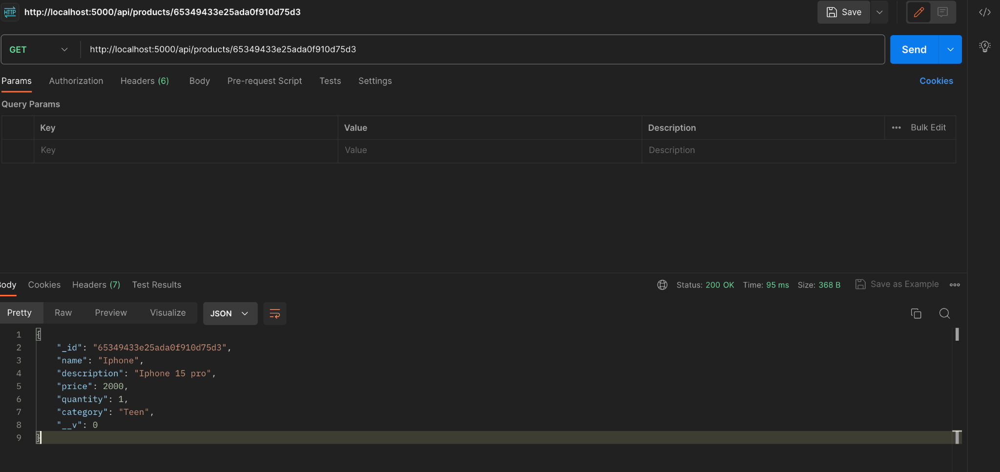 HTTP http://localhost:5000/api/products/65349433e25ada0f910d75d3 Save
GET http://localhost:5000/api/products/65349433e25ada0f910d75d3 Send
Params Authorization Headers (6) Body Pre-request Script Tests Settings Cookies
Query Params
Key Value Description Bulk Edit
Key Value Description
Body Cookies Headers (7) Test Results Status: 200 OK Time: 95 ms Size: 368 B Save as Example
Pretty Raw Preview Visualize JSON
1 {
2 "_id": "65349433e25ada0f910d75d3",
3 "name": "Iphone",
4 "description": "Iphone 15 pro",
5 "price": 2000,
6 "quantity": 1,
7 "category": "Teen",
8 "__v": 0
9 }